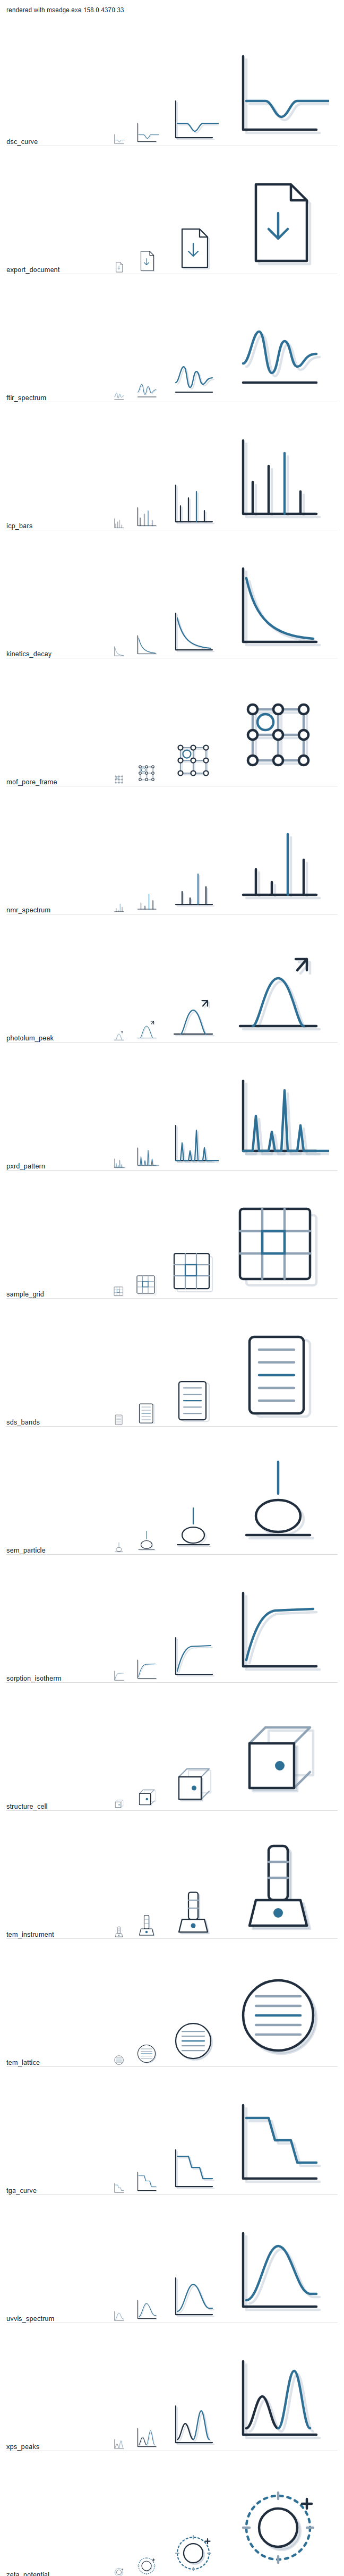 rendered with msedge.exe 158.0.4370.33
dsc_curve
export_document
ftir_spectrum
icp_bars
kinetics_decay
mof_pore_frame
nmr_spectrum
photolum_peak
pxrd_pattern
sample_grid
sds_bands
sem_particle
sorption_isotherm
structure_cell
tem_instrument
tem_lattice
tga_curve
uvvis_spectrum
xps_peaks
zeta_potential